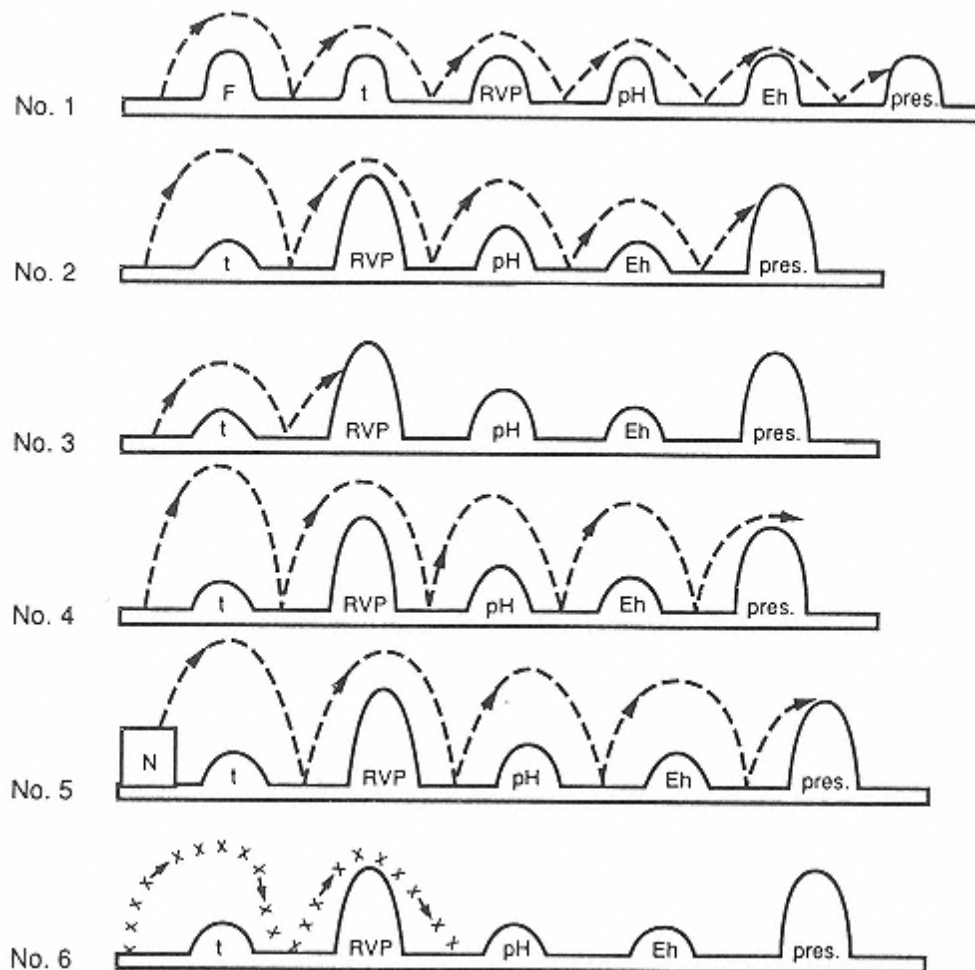 No. 1 F t RVP pH Eh pres.
No. 2 t RVP pH Eh pres.
No. 3 t RVP pH Eh pres.
No. 4 t RVP pH Eh pres.
No. 5 N t RVP pH Eh pres.
No. 6 t RVP pH Eh pres.